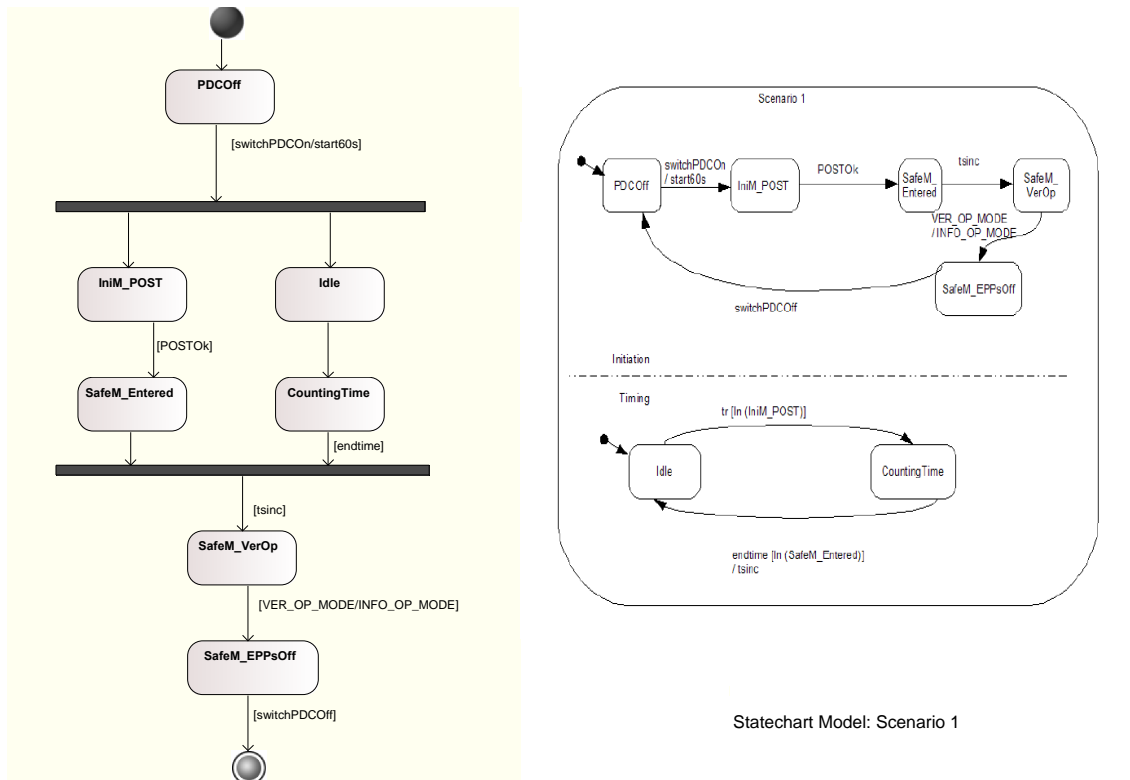 PDCOff
[switchPDCOn/start60s]
IniM_POST
Idle
[POSTOk]
SafeM_Entered
CountingTime
[endtime]
[tsinc]
SafeM_VerOp
[VER_OP_MODE/INFO_OP_MODE]
SafeM_EPPsOff
[switchPDCOff]
Scenario 1
PDCOff
switchPDCOn
/ start60s
IniM_POST
POSTOk
SafeM_
Entered
tsinc
SafeM_
VerOp
VER_OP_MODE
/ INFO_OP_MODE
SafeM_EPPsOff
switchPDCOff
Initiation
Timing
tr [In (IniM_POST)]
Idle
CountingTime
endtime [In (SafeM_Entered)]
/ tsinc
Statechart Model: Scenario 1